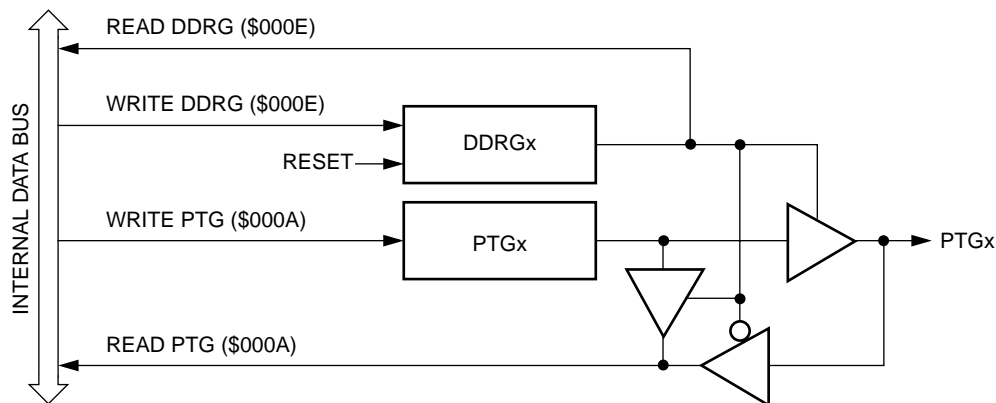 READ DDRG ($000E)
WRITE DDRG ($000E)
DDRGx
RESET
WRITE PTG ($000A)
PTGx
PTGx
READ PTG ($000A)
INTERNAL DATA BUS